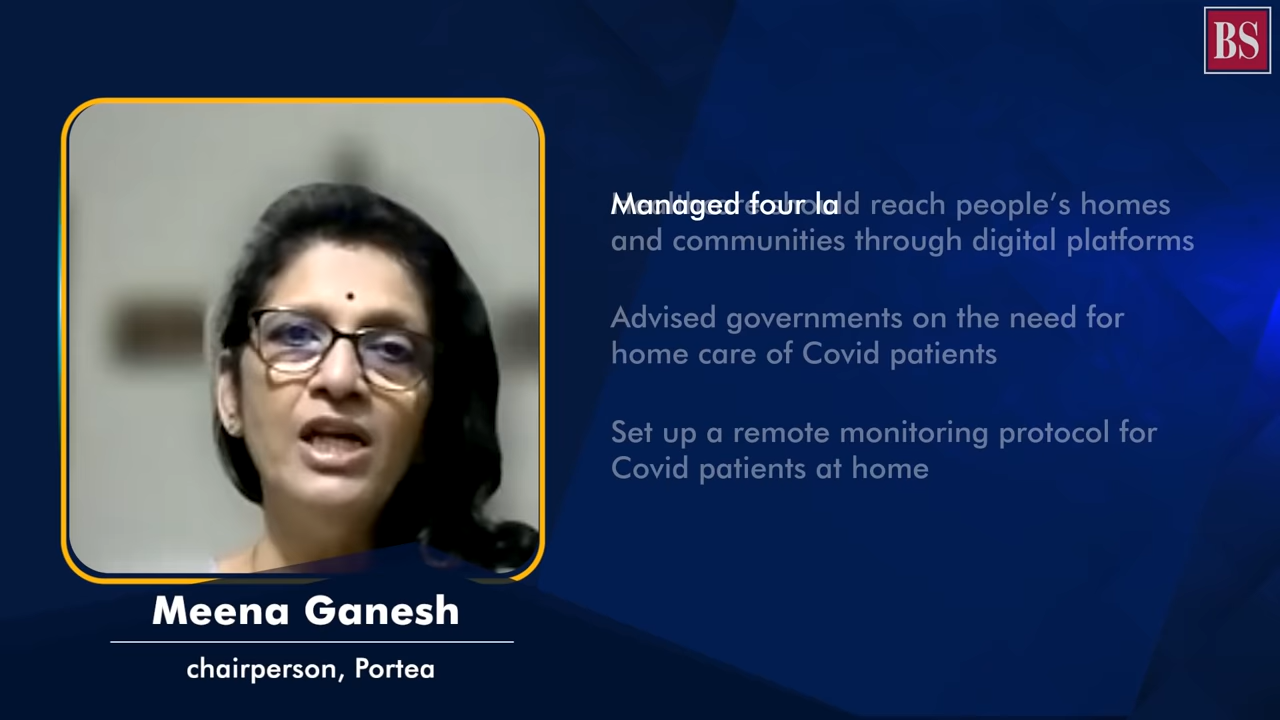 BS
Managed four la
should reach people’s homes
and communities through digital platforms
Advised governments on the need for
home care of Covid patients
Set up a remote monitoring protocol for
Covid patients at home
Meena Ganesh
chairperson, Portea